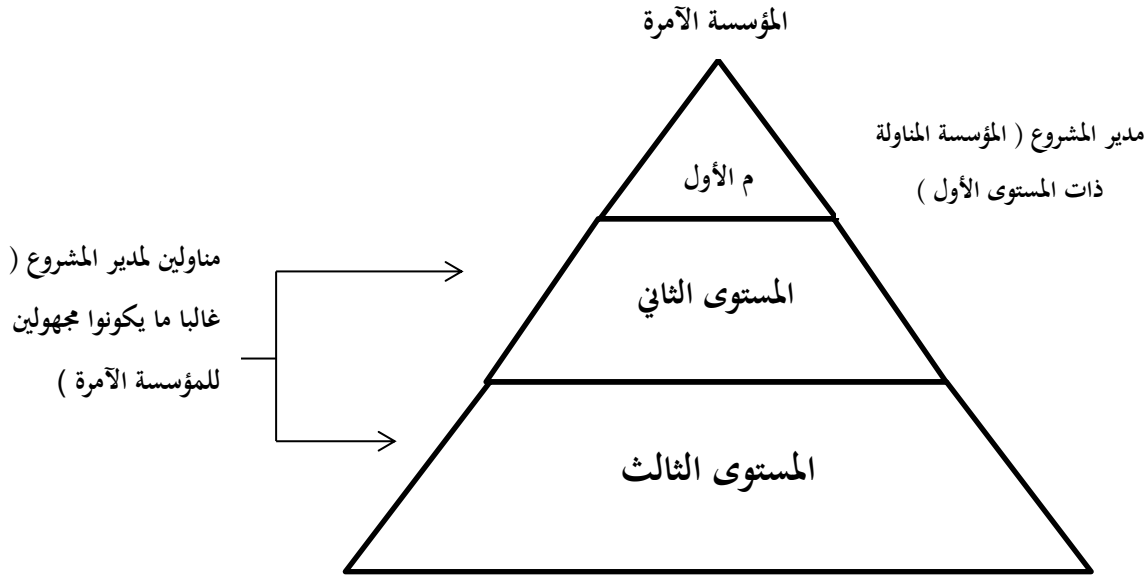 المؤسسة الآمرة
مدير المشروع ( المؤسسة المناولة
ذات المستوى الأول )
م الأول
مناولين لمدير المشروع (
غالبا ما يكونوا مجهولين
للمؤسسة الآمرة )
المستوى الثاني
المستوى الثالث